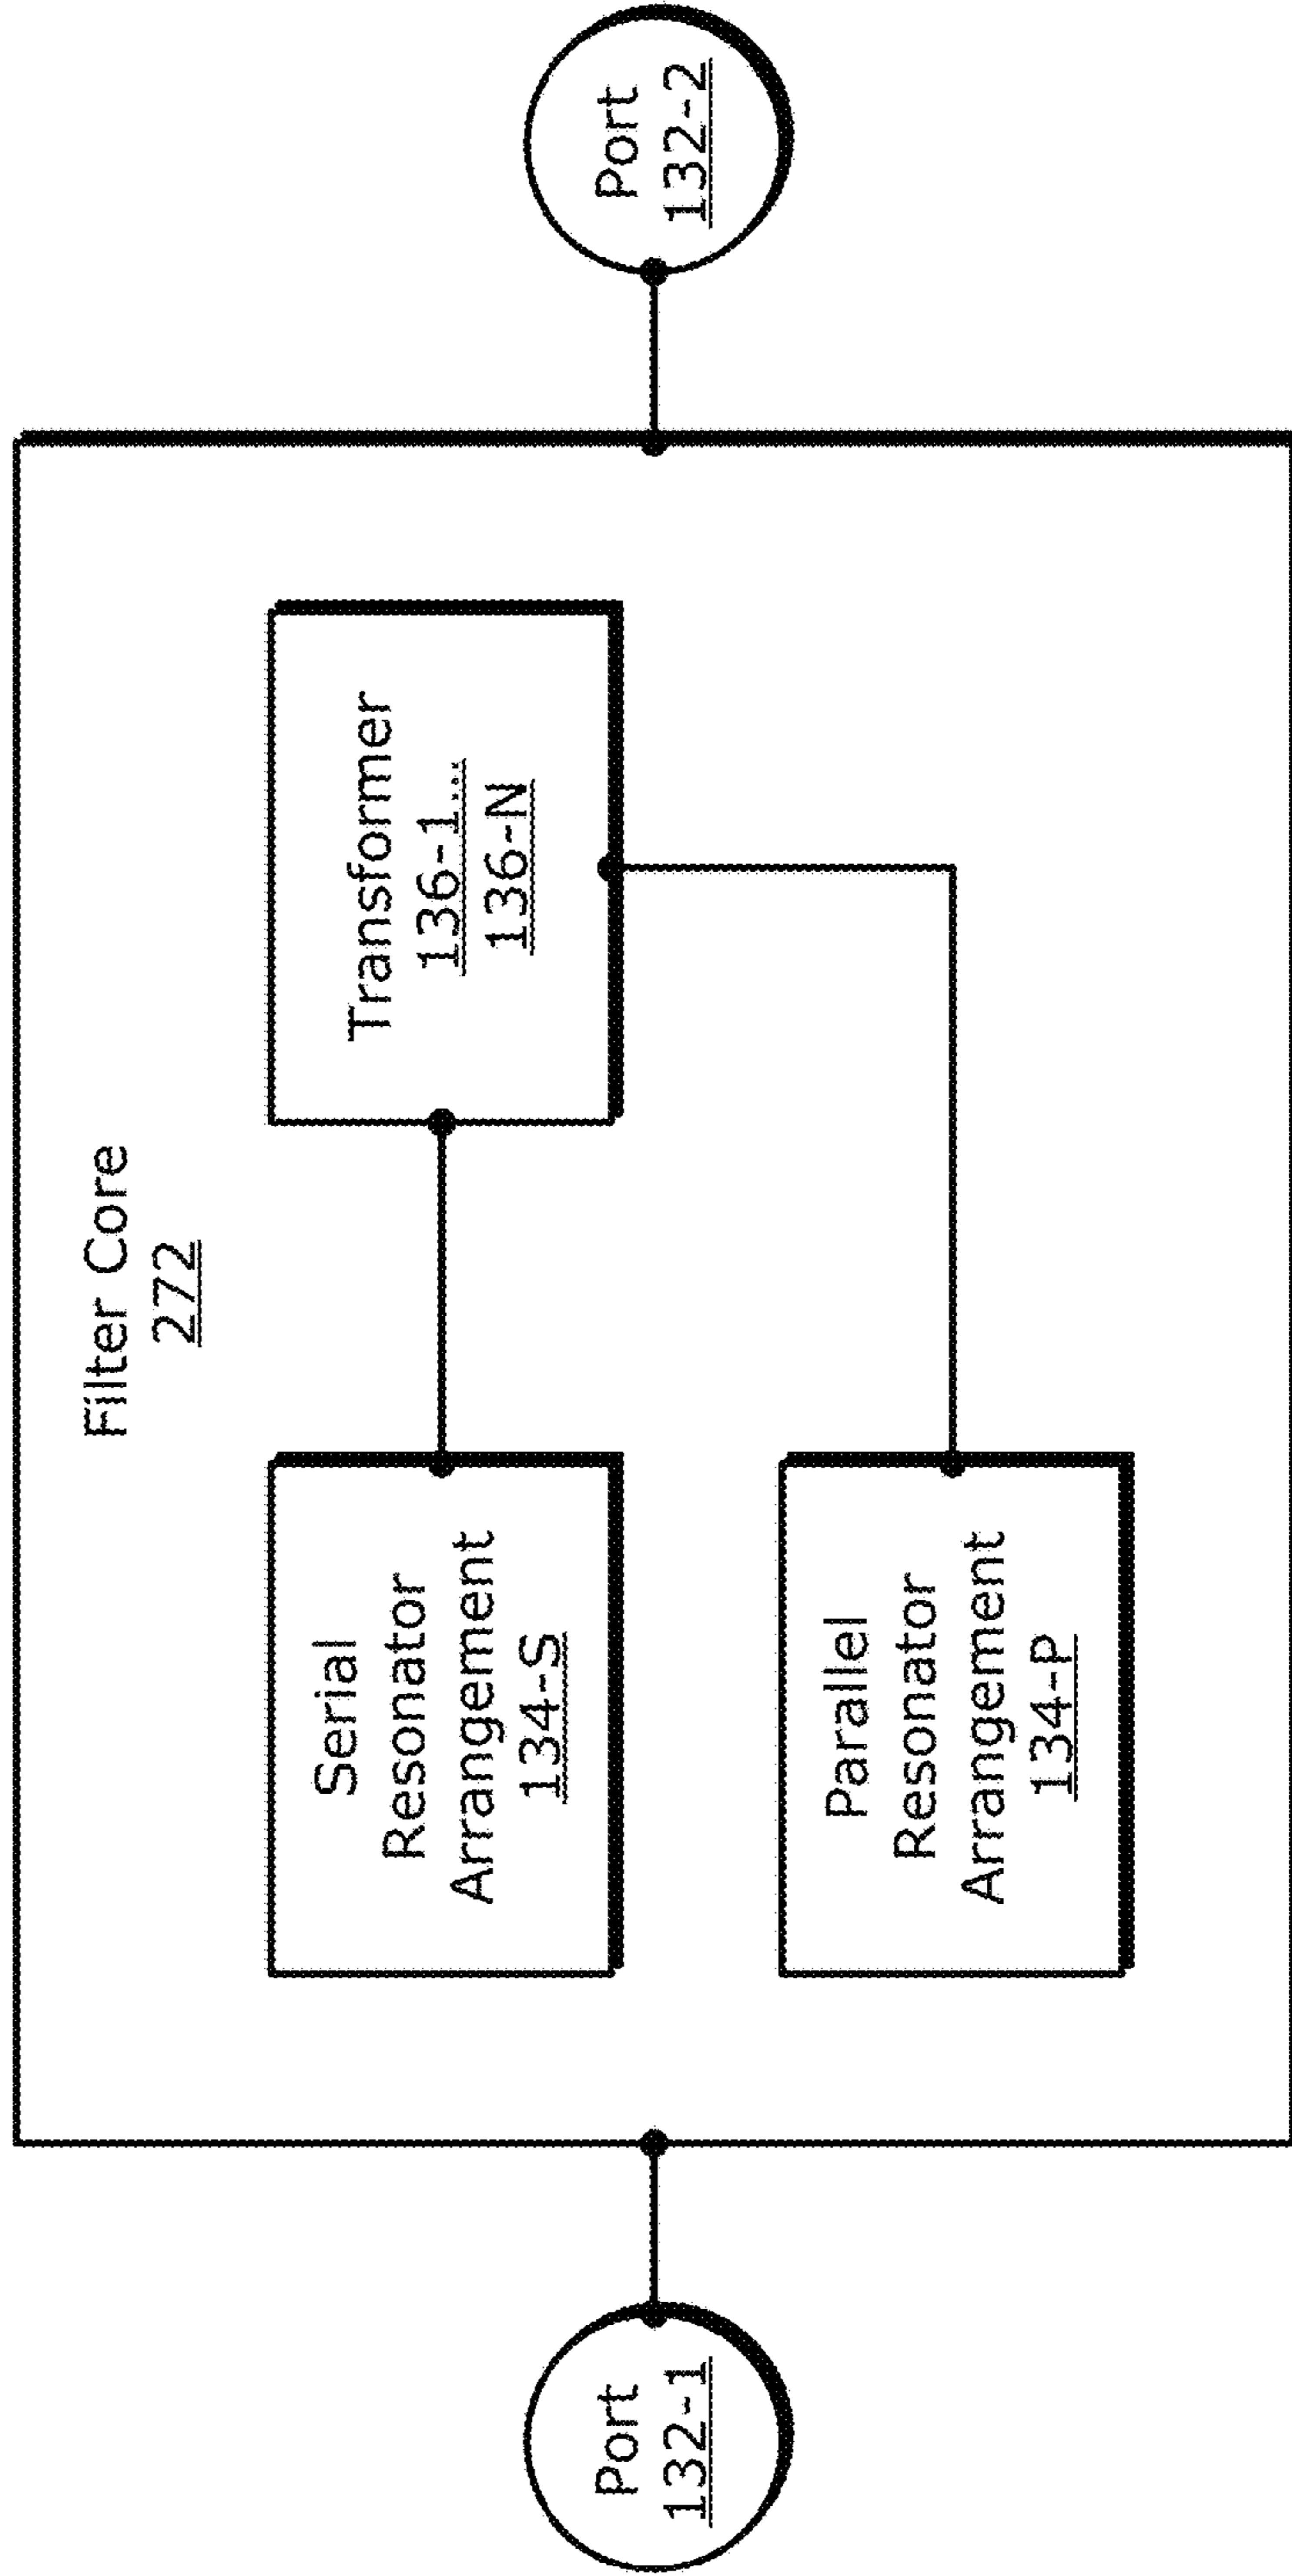 Filter Core
272
Port
132-1
Serial
Resonator
Arrangement
134-S
Transformer
136-1...
136-N
Port
132-2
Parallel
Resonator
Arrangement
134-P